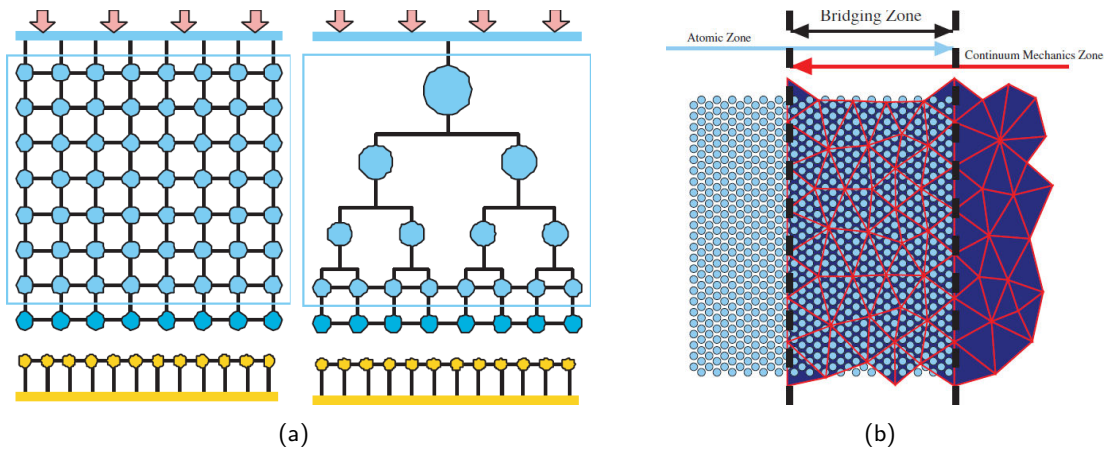 Bridging Zone
Atomic Zone
Continuum Mechanics Zone
(a)
(b)